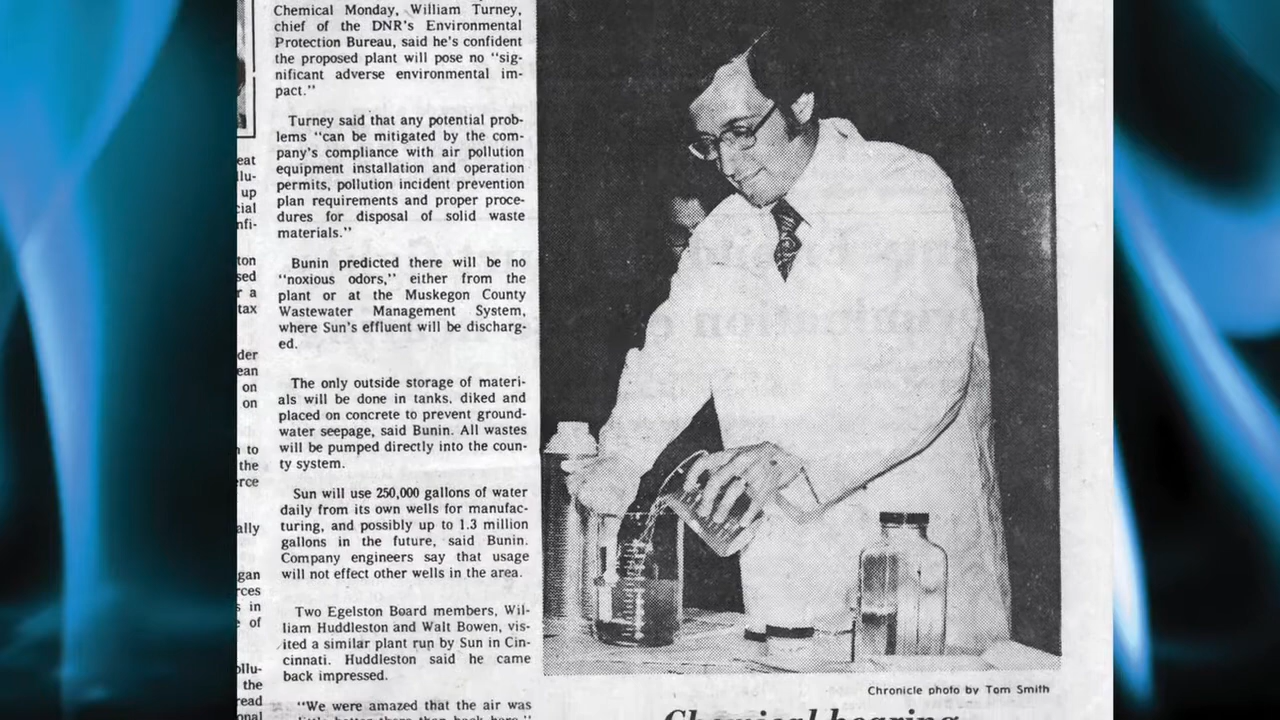 Chemical Monday, William Turney,
chief of the DNR's Environmental
Protection Bureau, said he's confident
the proposed plant will pose no "sig-
nificant adverse environmental im-
pact."
Turney said that any potential prob-
lems "can be mitigated by the com-
pany's compliance with air pollution
equipment installation and operation
permits, pollution incident prevention
plan requirements and proper proce-
dures for disposal of solid waste
materials."
Bunin predicted there will be no
"noxious odors," either from the
plant or at the Muskegon County
Wastewater Management System,
where Sun's effluent will be discharg-
ed.
The only outside storage of materi-
als will be done in tanks, diked and
placed on concrete to prevent ground-
water seepage, said Bunin. All wastes
will be pumped directly into the coun-
ty system.
Sun will use 250,000 gallons of water
daily from its own wells for manufac-
turing, and possibly up to 1.3 million
gallons in the future, said Bunin.
Company engineers say that usage
will not effect other wells in the area.
Two Egelston Board members, Wil-
liam Huddleston and Walt Bowen, vis-
ited a similar plant run by Sun in Cin-
cinnati. Huddleston said he came
back impressed.
"We were amazed that the air was
Chronicle photo by Tom Smith
Chemical hearing